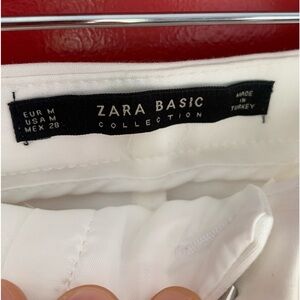 EUR M
USA M
MEX 28
ZARA BASIC
COLLECTION
MADE
IN
TURKEY